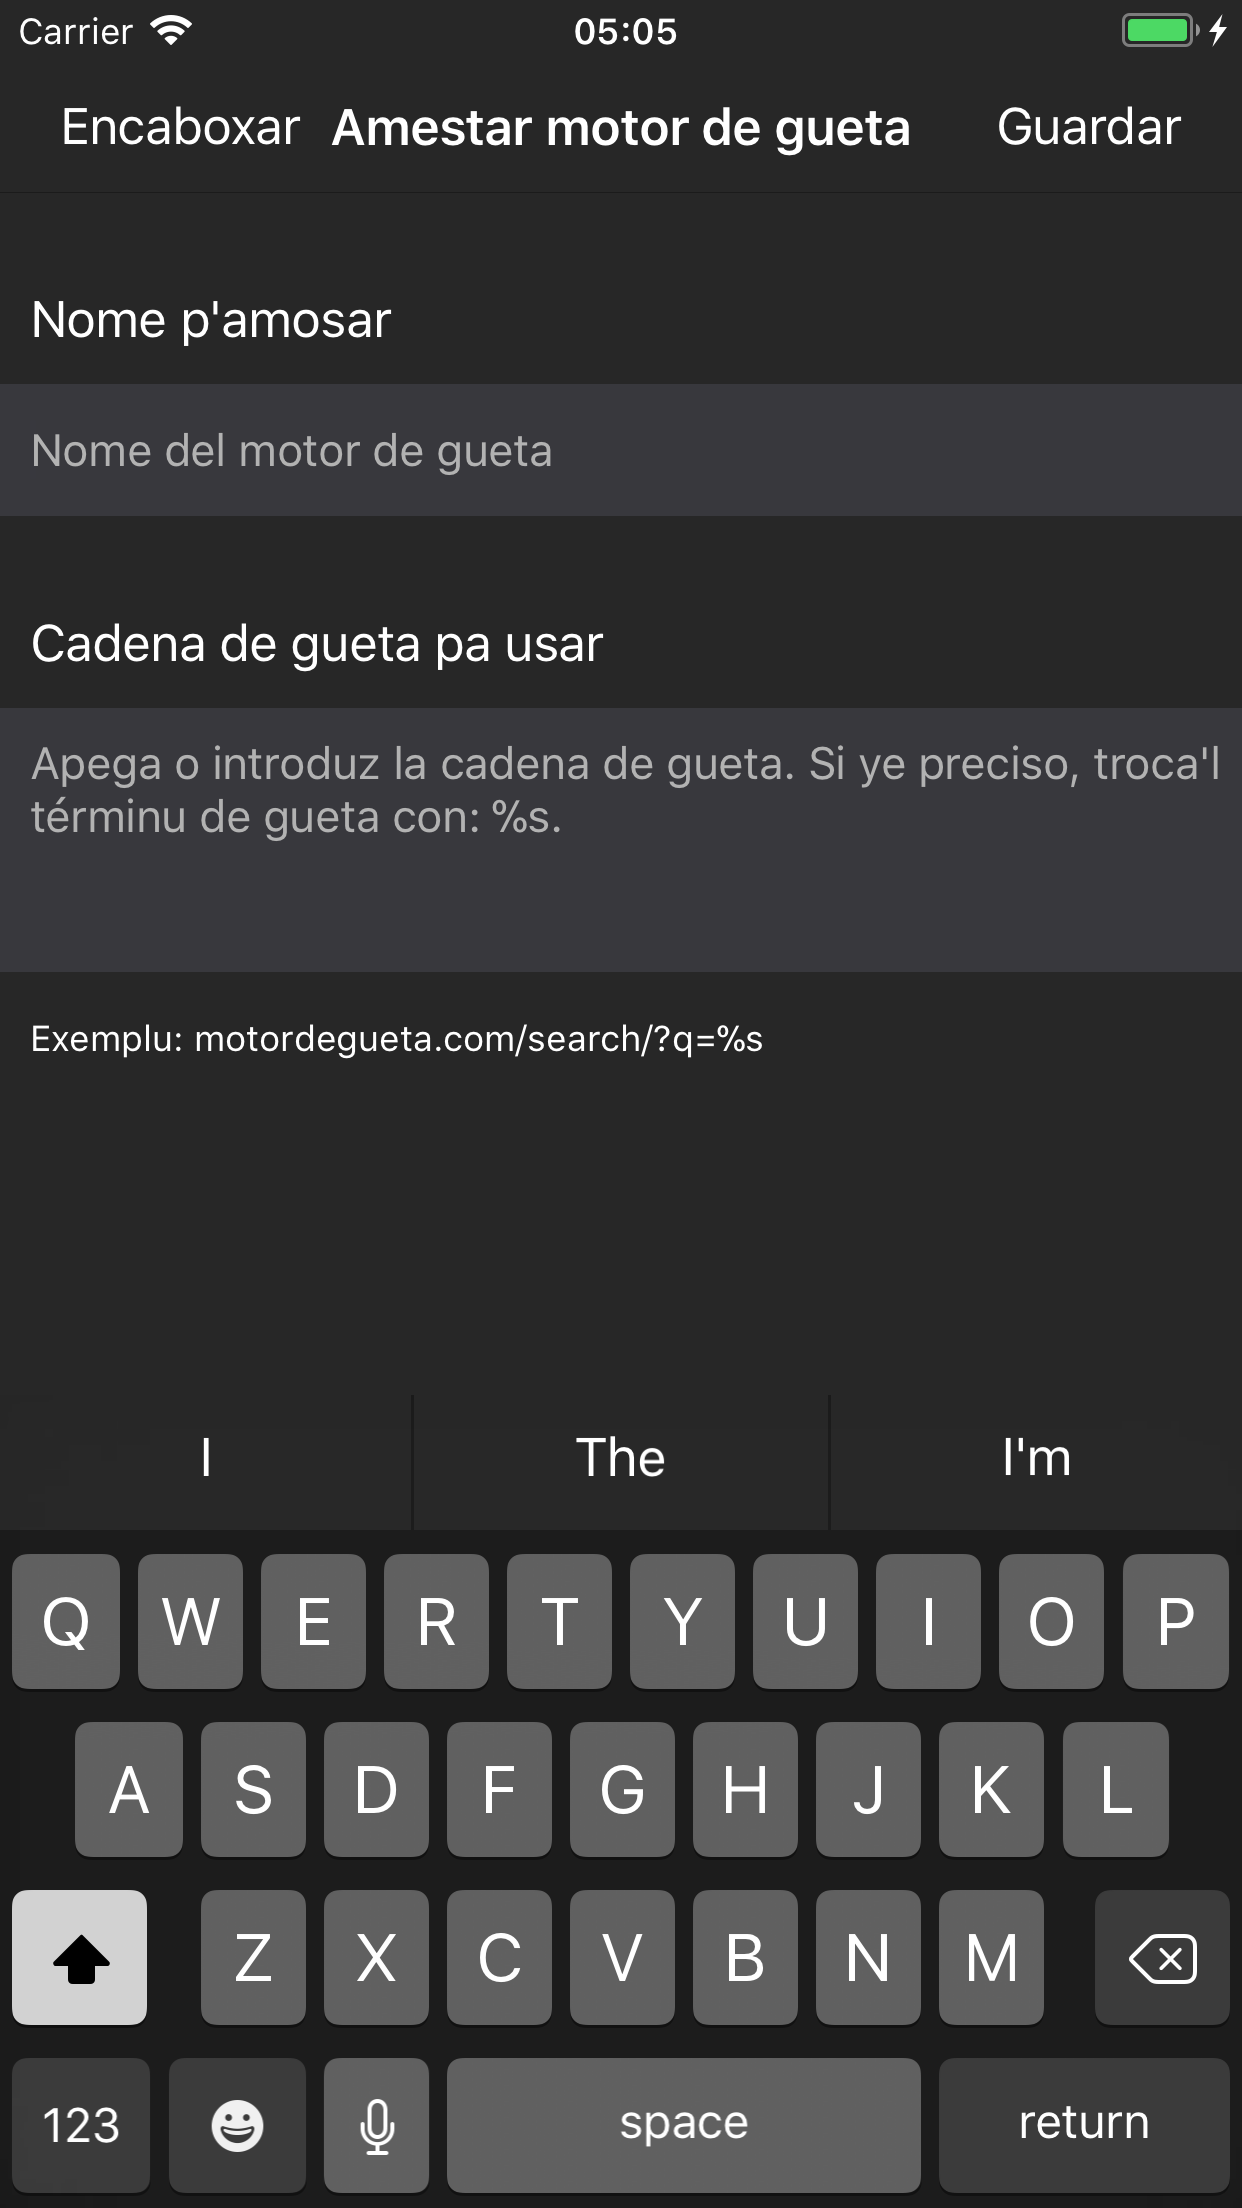 Carrier
05:05
Encaboxar
Amestar motor de gueta
Guardar
Nome p'amosar
Nome del motor de gueta
Cadena de gueta pa usar
Apega o introduz la cadena de gueta. Si ye preciso, troca'l
términu de gueta con: %s.
Exemplu: motordegueta.com/search/?q=%s
I
The
I'm
Q W E R T Y U I O P
A S D F G H J K L
Z X C V B N M
123
space
return